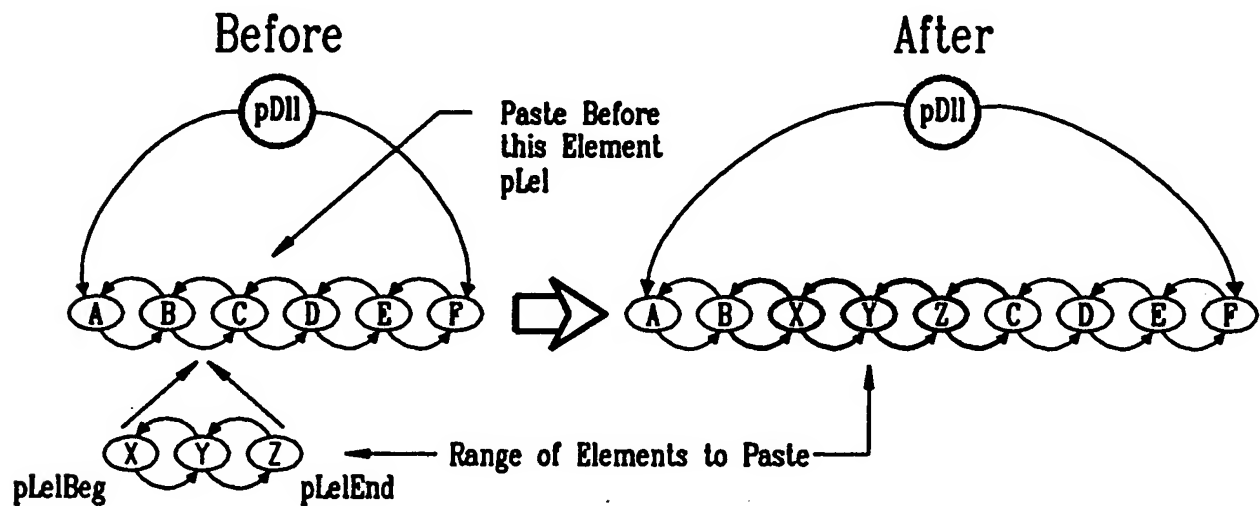 Before
After
pDll
Paste Before
this Element
pLel
pDll
A B C D E F
A B X Y Z C D E F
X Y Z
Range of Elements to Paste
pLelBeg
pLelEnd